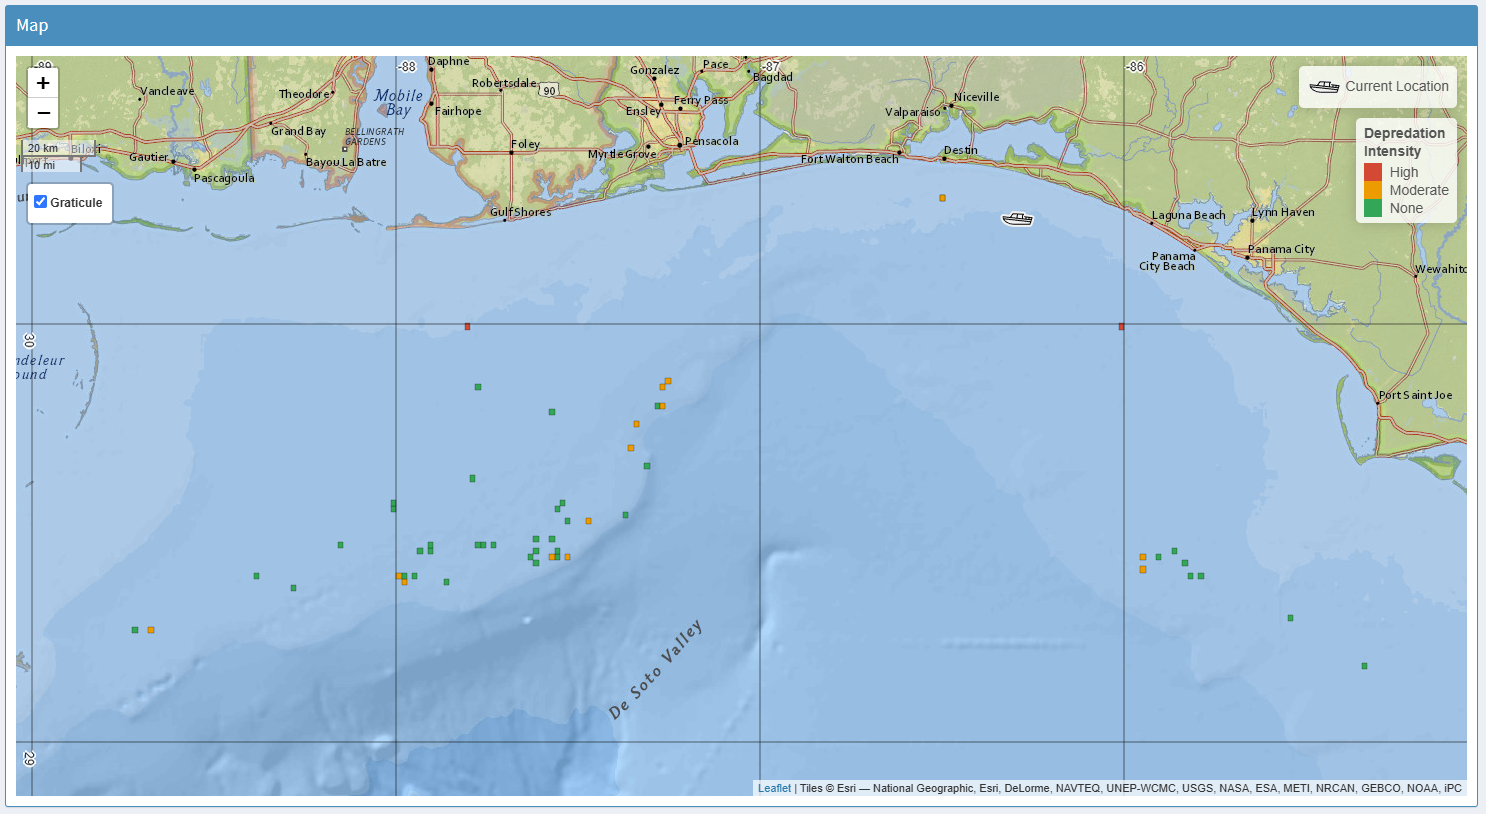 Map
-89
-88
-87
-86
+
−
Daphne
Pace
Gonzalez
Bagdad
Vancleave
Theodore
Mobile
Bay
Robertsdale
90
Ensley
Ferry Pass
Niceville
Valparaiso
Current Location
Fairhope
Grand Bay
BELLINGRATH
GARDENS
Foley
Pensacola
Myrtle Grove
Destin
Fort Walton Beach
Depredation
Intensity
High
Moderate
None
20 km
Biloxi
10 mi
Gautier
Bayou La Batre
Pascagoula
Graticule
Gulf Shores
Laguna Beach
Lynn Haven
Panama
City Beach
Panama City
Wewahitc
30
ndeleur
ound
Port Saint Joe
De Soto Valley
29
Leaflet | Tiles © Esri — National Geographic, Esri, DeLorme, NAVTEQ, UNEP-WCMC, USGS, NASA, ESA, METI, NRCAN, GEBCO, NOAA, iPC